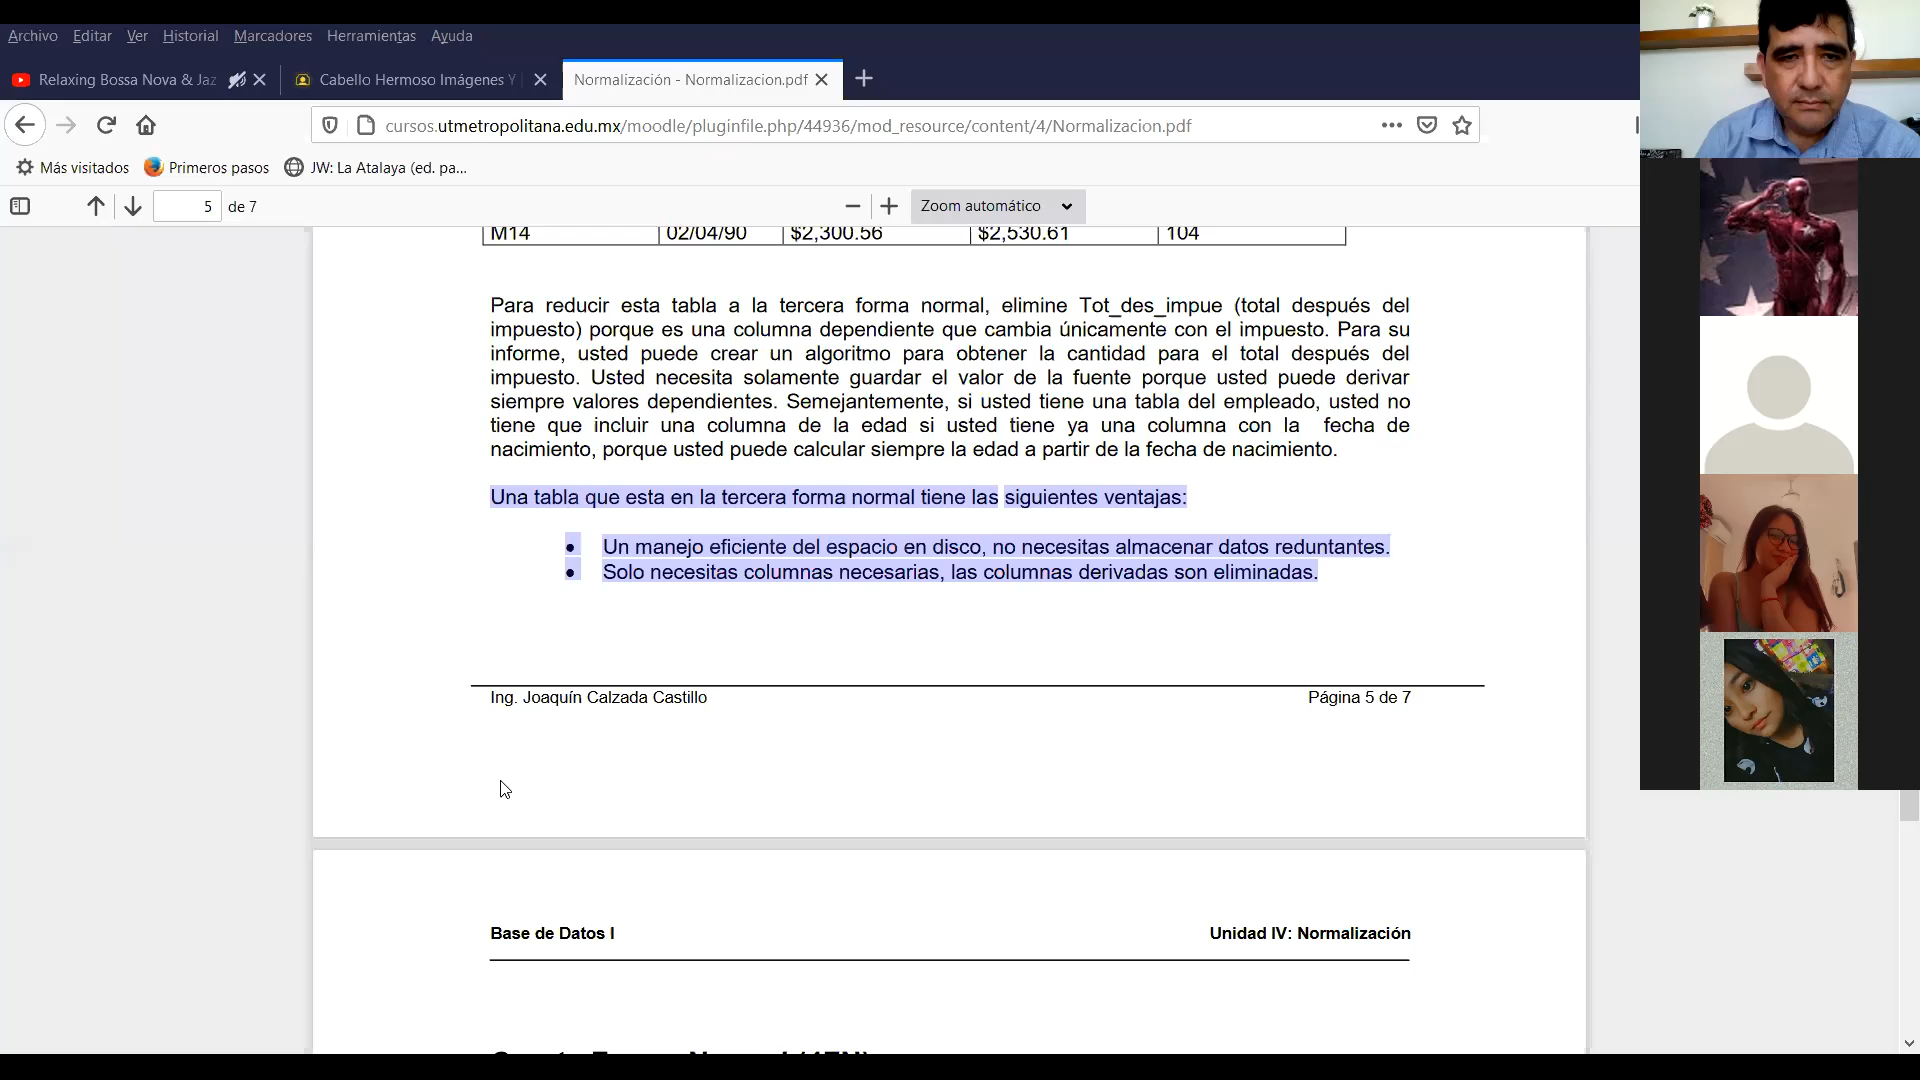 Archivo Editar Ver Historial Marcadores Herramientas Ayuda
Relaxing Bossa Nova & Jaz
Cabello Hermoso Imágenes Y
Normalización - Normalizacion.pdf
cursos.utmetropolitana.edu.mx/moodle/pluginfile.php/44936/mod_resource/content/4/Normalizacion.pdf
Más visitados Primeros pasos JW: La Atalaya (ed. pa...
5 de 7 Zoom automático
M14 02/04/90 $2,300.56 $2,530.61 104
Para reducir esta tabla a la tercera forma normal, elimine Tot_des_impue (total después del
impuesto) porque es una columna dependiente que cambia únicamente con el impuesto. Para su
informe, usted puede crear un algoritmo para obtener la cantidad para el total después del
impuesto. Usted necesita solamente guardar el valor de la fuente porque usted puede derivar
siempre valores dependientes. Semejantemente, si usted tiene una tabla del empleado, usted no
tiene que incluir una columna de la edad si usted tiene ya una columna con la fecha de
nacimiento, porque usted puede calcular siempre la edad a partir de la fecha de nacimiento.
Una tabla que esta en la tercera forma normal tiene las siguientes ventajas:
• Un manejo eficiente del espacio en disco, no necesitas almacenar datos reduntantes.
• Solo necesitas columnas necesarias, las columnas derivadas son eliminadas.
Ing. Joaquín Calzada Castillo Página 5 de 7
Base de Datos I Unidad IV: Normalización